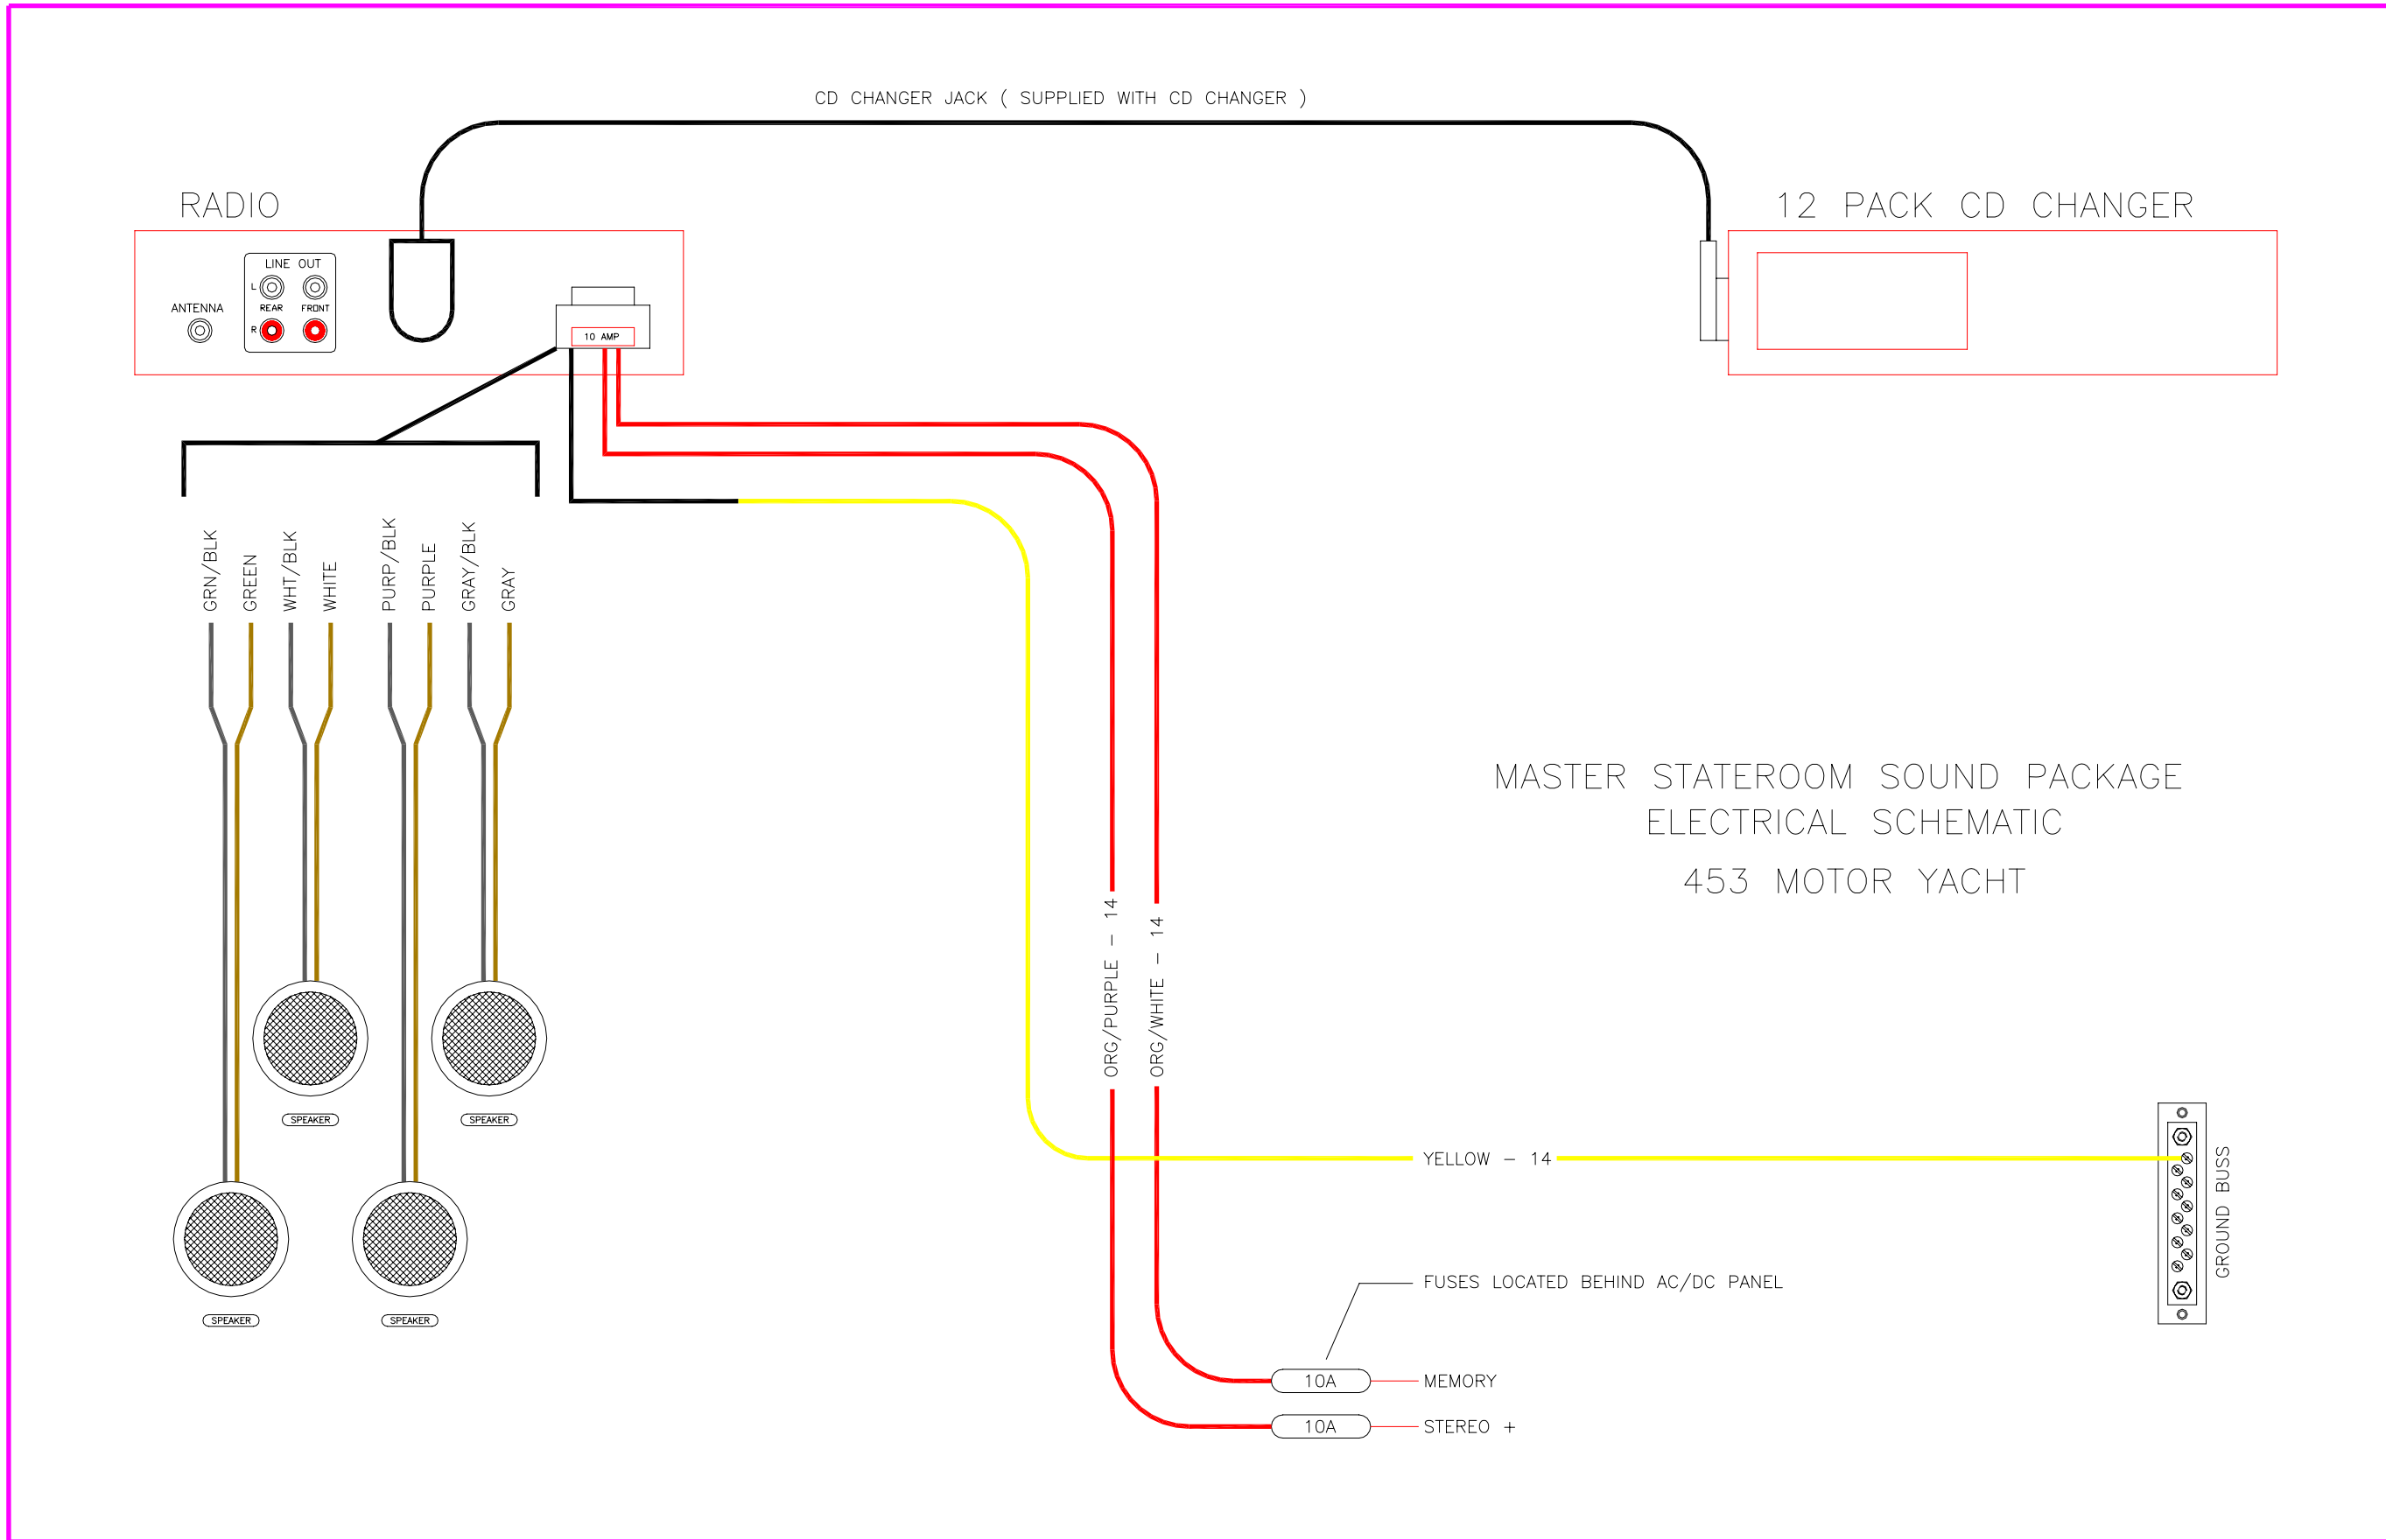 CD CHANGER JACK ( SUPPLIED WITH CD CHANGER )
RADIO
12 PACK CD CHANGER
LINE OUT
L
ANTENNA
REAR FRONT
R
10 AMP
GRN/BLK
GREEN
WHT/BLK
WHITE
PURP/BLK
PURPLE
GRAY/BLK
GRAY
MASTER STATEROOM SOUND PACKAGE
ELECTRICAL SCHEMATIC
453 MOTOR YACHT
ORG/PURPLE - 14
ORG/WHITE - 14
SPEAKER
SPEAKER
YELLOW - 14
GROUND BUSS
FUSES LOCATED BEHIND AC/DC PANEL
SPEAKER
SPEAKER
10A MEMORY
10A STEREO +